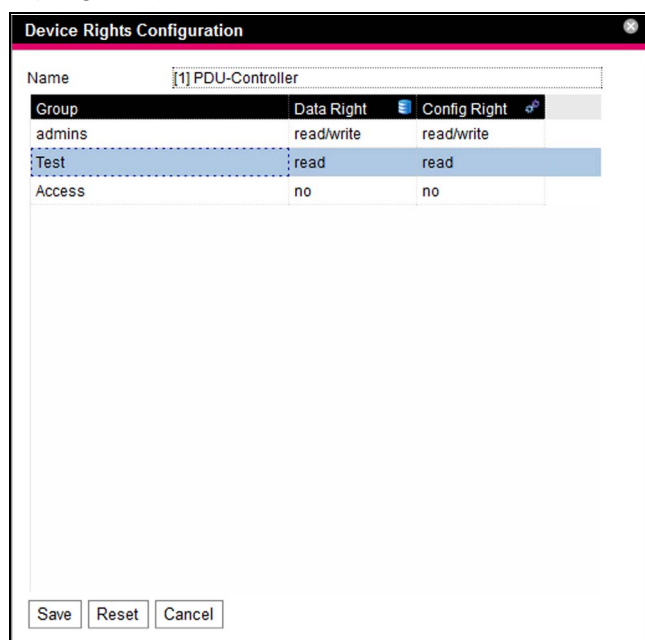 Device Rights Configuration
Name [1] PDU-Controller
Group Data Right Config Right
admins read/write read/write
Test read read
Access no no
Save Reset Cancel